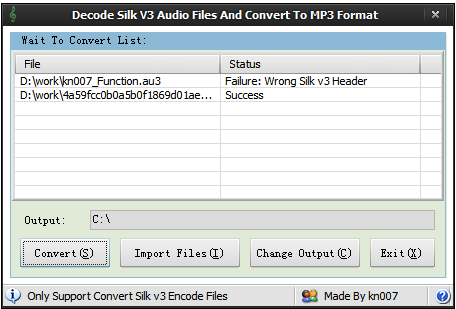 Decode Silk V3 Audio Files And Convert To MP3 Format
Wait To Convert List:
File Status
D:\work\kn007_Function.au3 Failure: Wrong Silk v3 Header
D:\work\4a59fcc0b0a5b0f1869d01ae... Success
Output: C:\
Convert(S) Import Files(I) Change Output(C) Exit(X)
Only Support Convert Silk v3 Encode Files Made By kn007